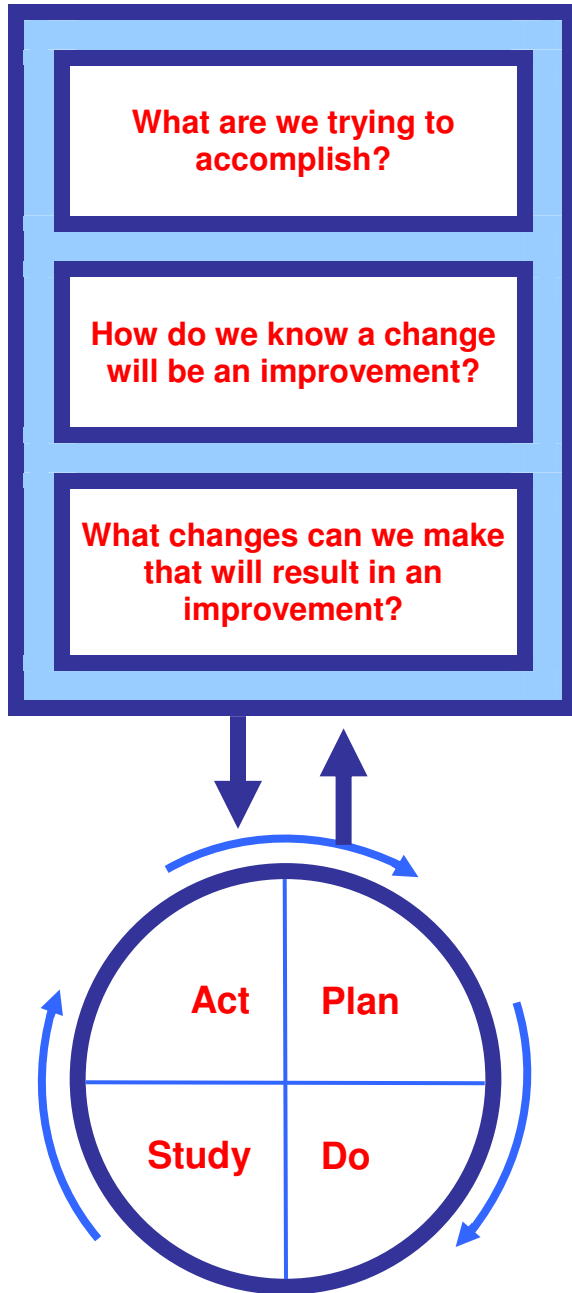 What are we trying to
accomplish?
How do we know a change
will be an improvement?
What changes can we make
that will result in an
improvement?
Act
Plan
Study
Do